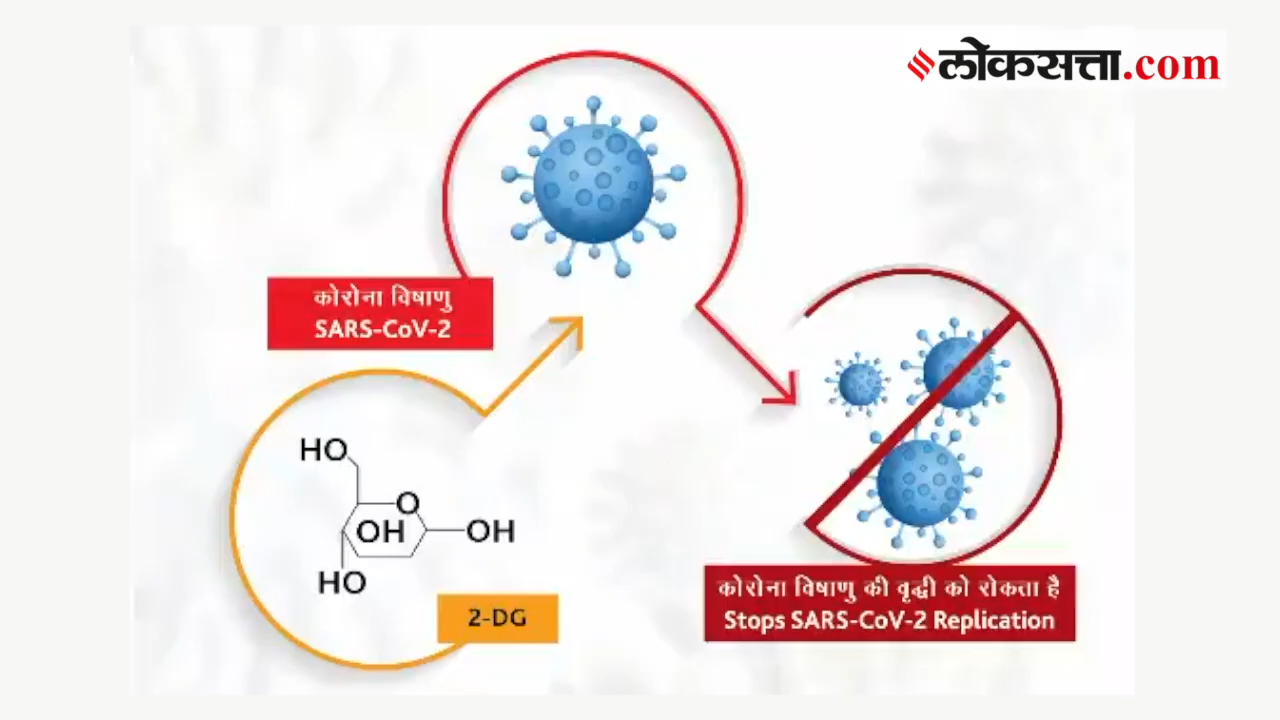 लोकसत्ता.com
कोरोना विषाणु
SARS-CoV-2
HO
O
OH
OH
HO
2-DG
कोरोना विषाणु की वृद्धी को रोकता है
Stops SARS-CoV-2 Replication